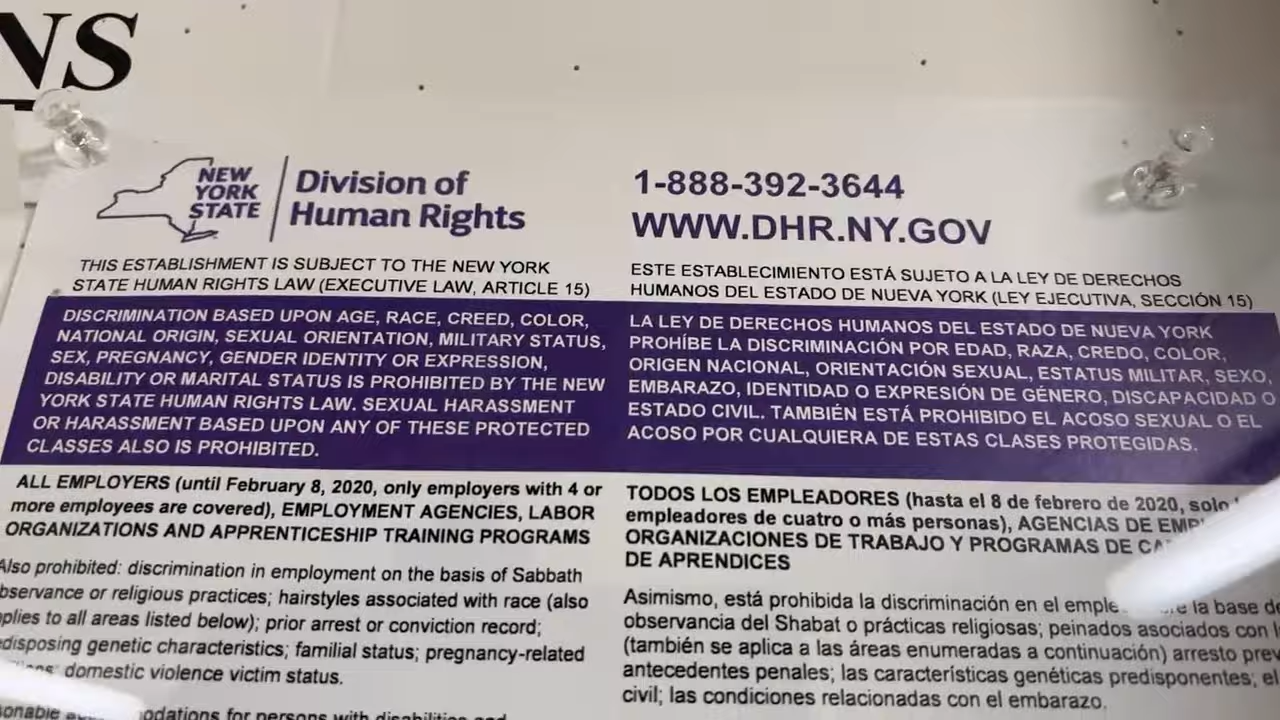 NS
NEW
YORK
STATE
Division of
Human Rights
1-888-392-3644
WWW.DHR.NY.GOV
THIS ESTABLISHMENT IS SUBJECT TO THE NEW YORK
STATE HUMAN RIGHTS LAW (EXECUTIVE LAW, ARTICLE 15)
DISCRIMINATION BASED UPON AGE, RACE, CREED, COLOR,
NATIONAL ORIGIN, SEXUAL ORIENTATION, MILITARY STATUS,
SEX, PREGNANCY, GENDER IDENTITY OR EXPRESSION,
DISABILITY OR MARITAL STATUS IS PROHIBITED BY THE NEW
YORK STATE HUMAN RIGHTS LAW. SEXUAL HARASSMENT
OR HARASSMENT BASED UPON ANY OF THESE PROTECTED
CLASSES ALSO IS PROHIBITED.
ALL EMPLOYERS (until February 8, 2020, only employers with 4 or
more employees are covered), EMPLOYMENT AGENCIES, LABOR
ORGANIZATIONS AND APPRENTICESHIP TRAINING PROGRAMS
Also prohibited: discrimination in employment on the basis of Sabbath
observance or religious practices; hairstyles associated with race (also
applies to all areas listed below); prior arrest or conviction record;
predisposing genetic characteristics; familial status; pregnancy-related
domestic violence victim status.
for persons with disabilities and
ESTE ESTABLECIMIENTO ESTÁ SUJETO A LA LEY DE DERECHOS
HUMANOS DEL ESTADO DE NUEVA YORK (LEY EJECUTIVA, SECCIÓN 15)
LA LEY DE DERECHOS HUMANOS DEL ESTADO DE NUEVA YORK
PROHÍBE LA DISCRIMINACIÓN POR EDAD, RAZA, CREDO, COLOR,
ORIGEN NACIONAL, ORIENTACIÓN SEXUAL, ESTATUS MILITAR, SEXO,
EMBARAZO, IDENTIDAD O EXPRESIÓN DE GÉNERO, DISCAPACIDAD O
ESTADO CIVIL. TAMBIÉN ESTÁ PROHIBIDO EL ACOSO SEXUAL O EL
ACOSO POR CUALQUIERA DE ESTAS CLASES PROTEGIDAS.
TODOS LOS EMPLEADORES (hasta el 8 de febrero de 2020, solo
empleadores de cuatro o más personas), AGENCIAS DE
ORGANIZACIONES DE TRABAJO Y PROGRAMAS DE
DE APRENDICES
Asimismo, está prohibida la discriminación en el la base de
observancia del Shabat o prácticas religiosas; peinados asociados con
(también se aplica a las áreas enumeradas a continuación) arresto
antecedentes penales; las características genéticas predisponentes; el
civil; las condiciones relacionadas con el embarazo.